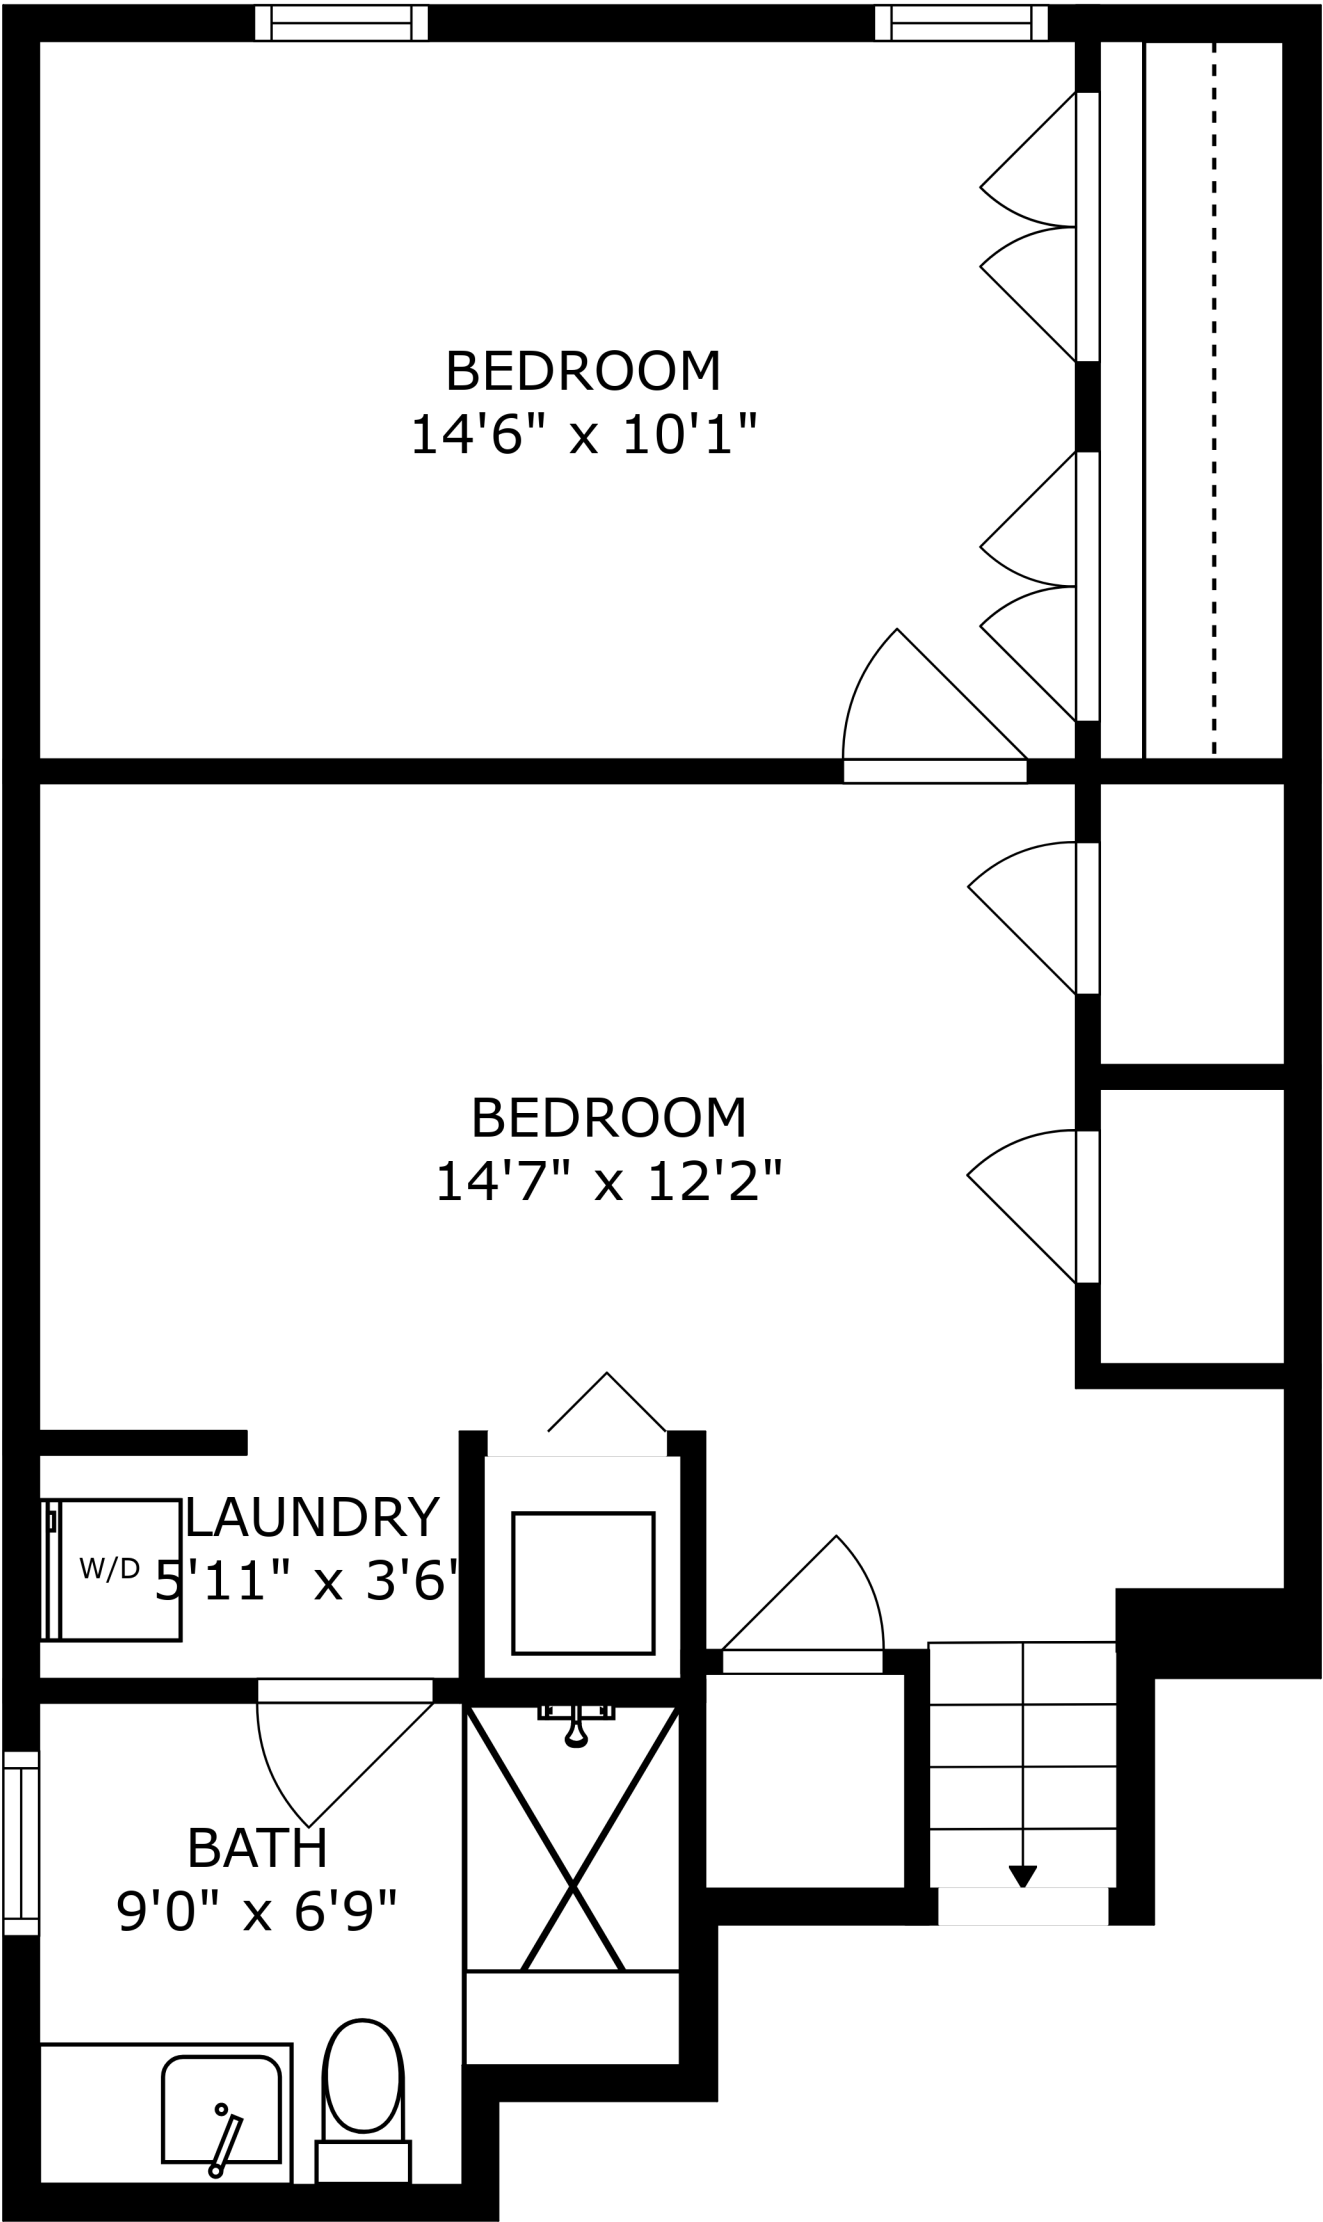 BEDROOM
14'6" x 10'1"
BEDROOM
14'7" x 12'2"
LAUNDRY
W/D
5'11" x 3'6"
BATH
9'0" x 6'9"